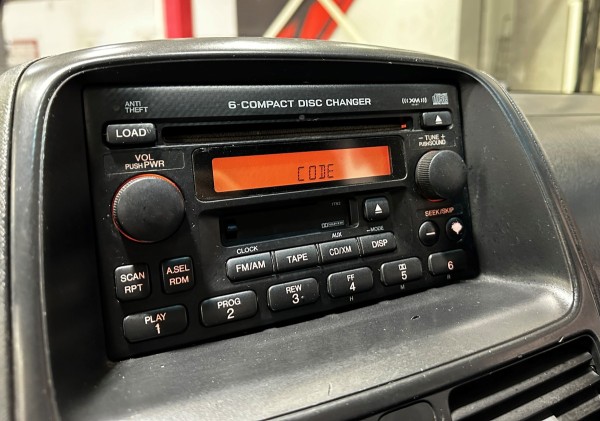 ANTI
THEFT
6-COMPACT DISC CHANGER
((XM))
LOAD
VOL
PUSH PWR
- TUNE +
PUSH SOUND
CODE
SEEK/SKIP
CLOCK
AUX
MODE
FM/AM
TAPE
CD/XM
DISP
SCAN
RPT
A.SEL
RDM
PLAY
1
PROG
2
REW
3
FF
4
5
6